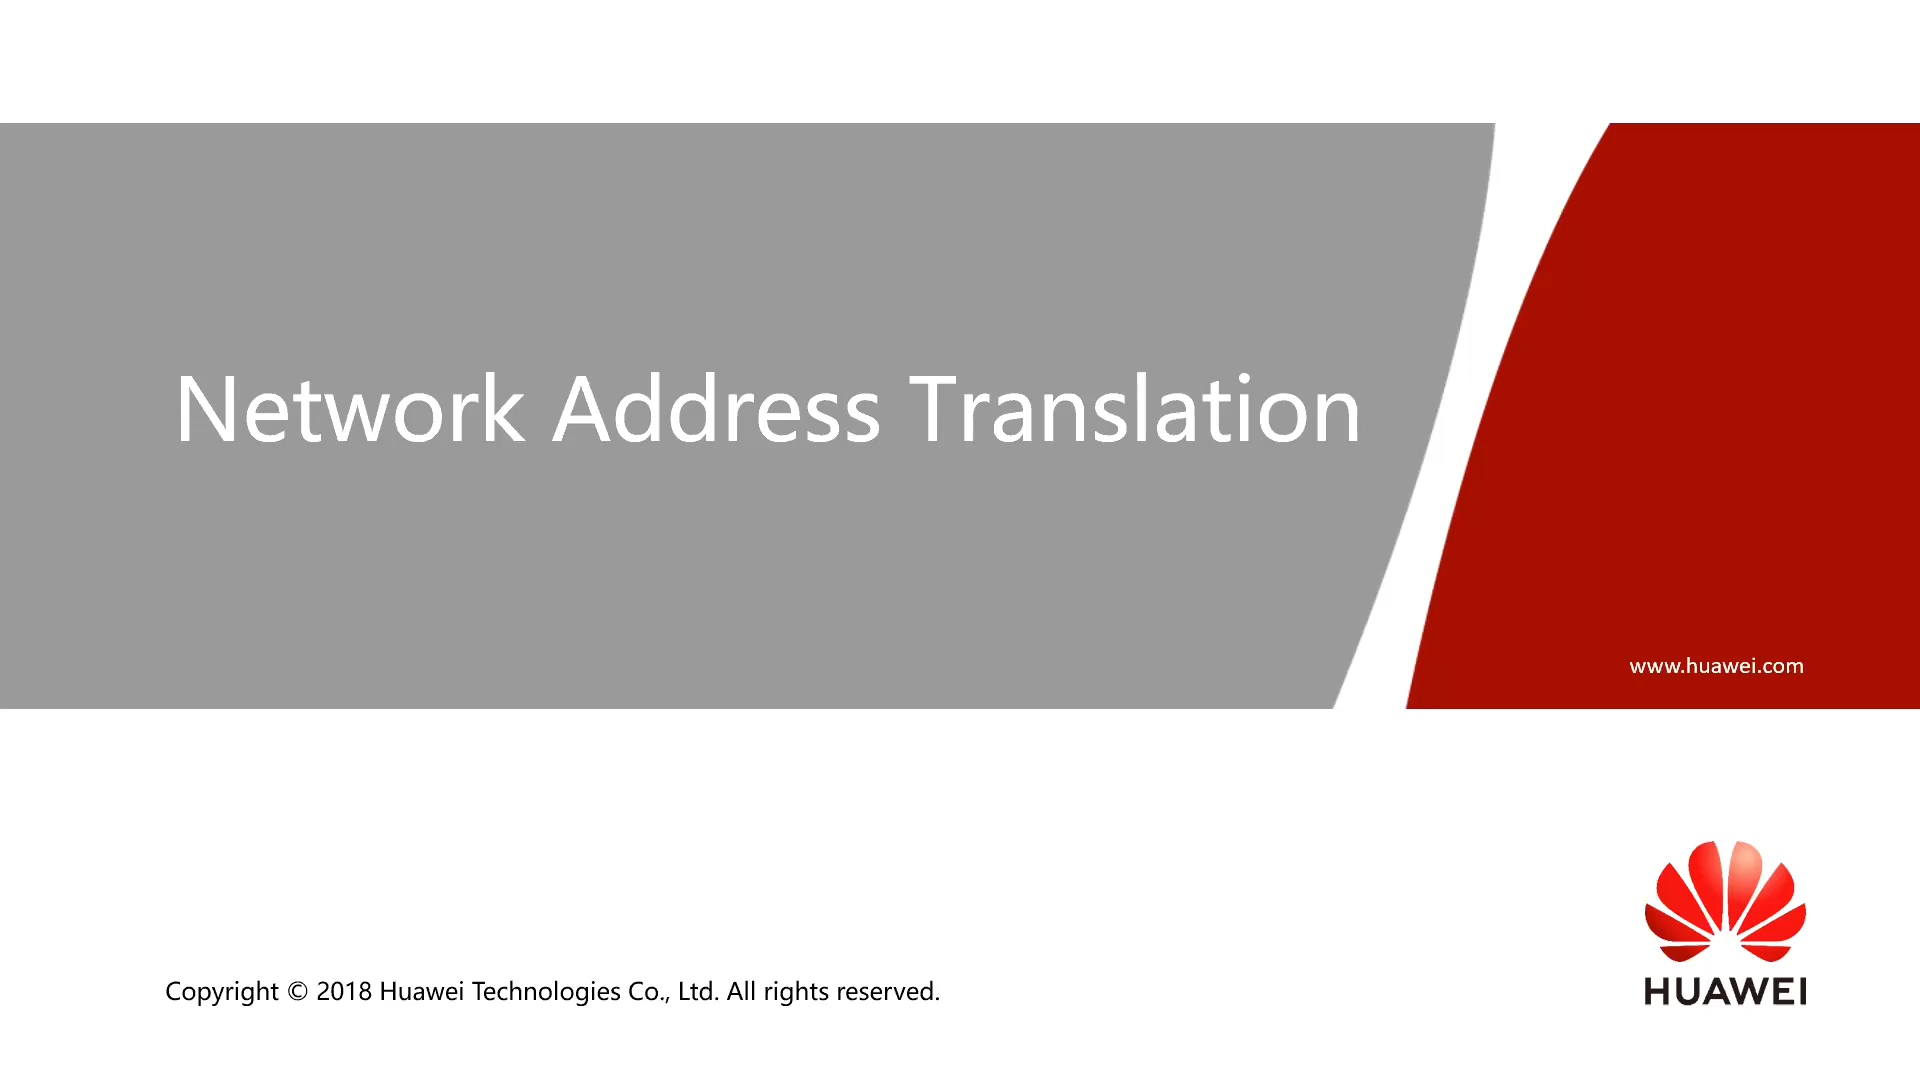 Network Address Translation
www.huawei.com
HUAWEI
Copyright © 2018 Huawei Technologies Co., Ltd. All rights reserved.